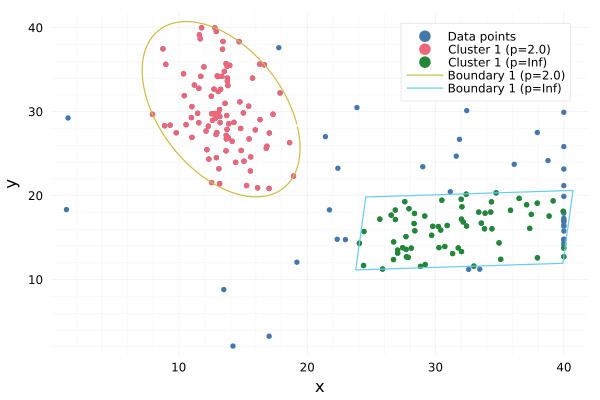 40
30
20
10
y
10
20
30
40
x
Data points
Cluster 1 (p=2.0)
Cluster 1 (p=Inf)
Boundary 1 (p=2.0)
Boundary 1 (p=Inf)